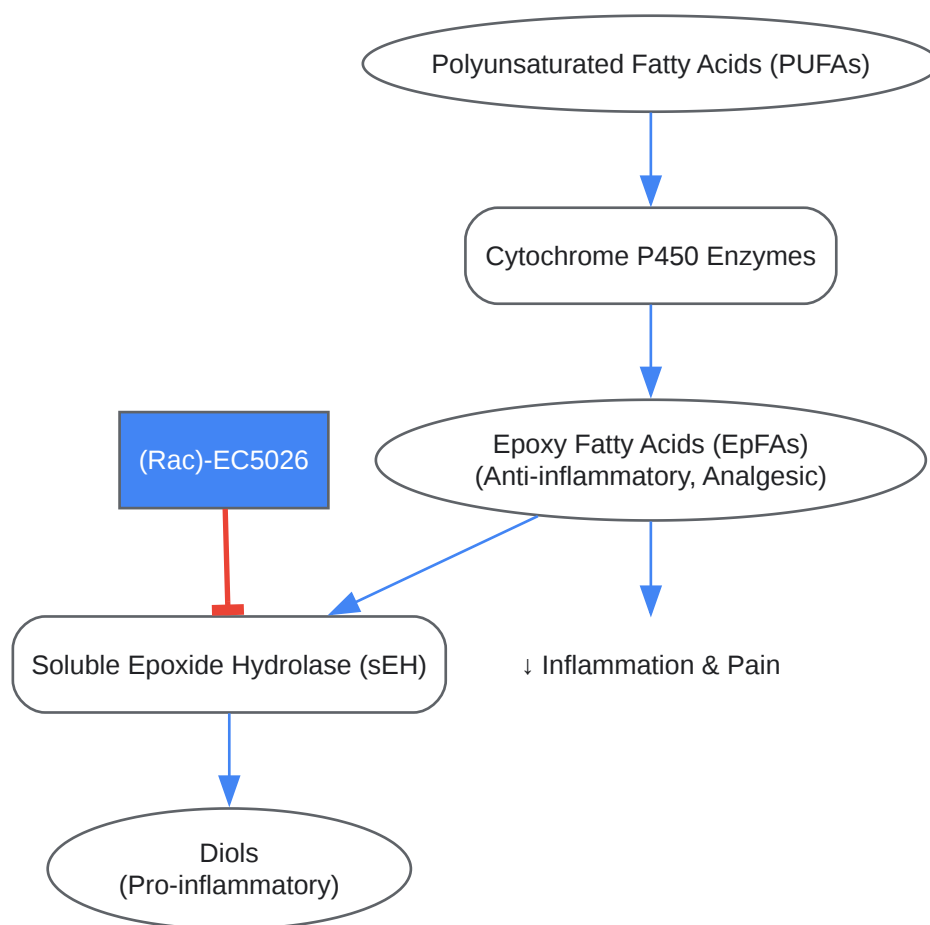 Polyunsaturated Fatty Acids (PUFAs)
Cytochrome P450 Enzymes
(Rac)-EC5026
Epoxy Fatty Acids (EpFAs)
(Anti-inflammatory, Analgesic)
Soluble Epoxide Hydrolase (sEH)
↓ Inflammation & Pain
Diols
(Pro-inflammatory)